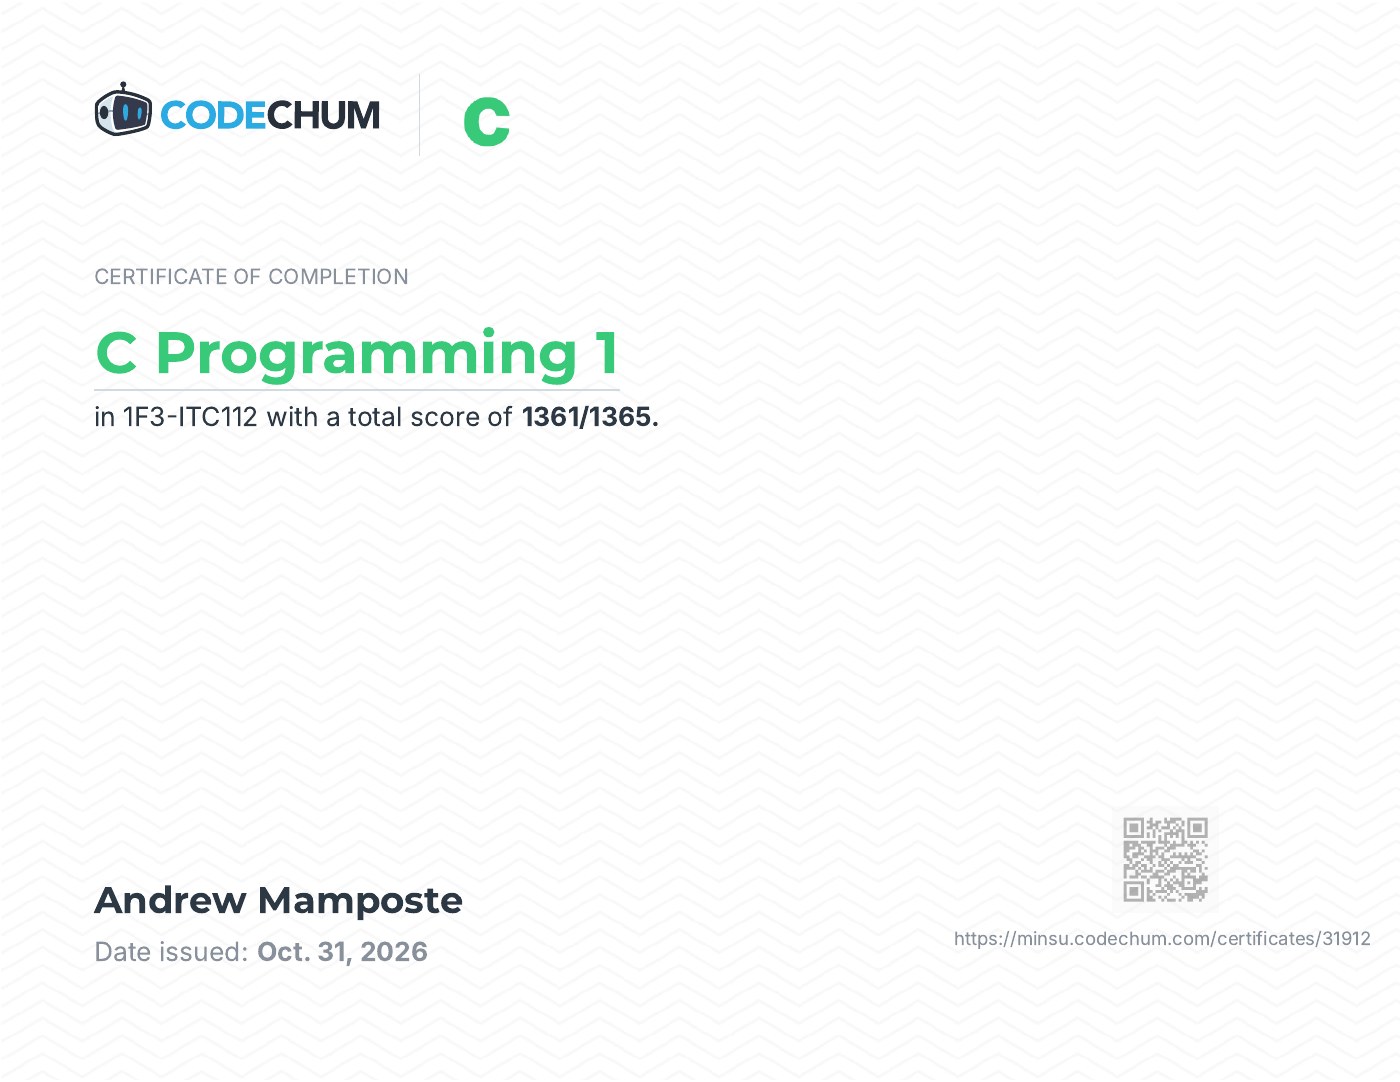 CODECHUM
C
CERTIFICATE OF COMPLETION
C Programming 1
in 1F3-ITC112 with a total score of 1361/1365.
Andrew Mamposte
Date issued: Oct. 31, 2026
https://minsu.codechum.com/certificates/31912